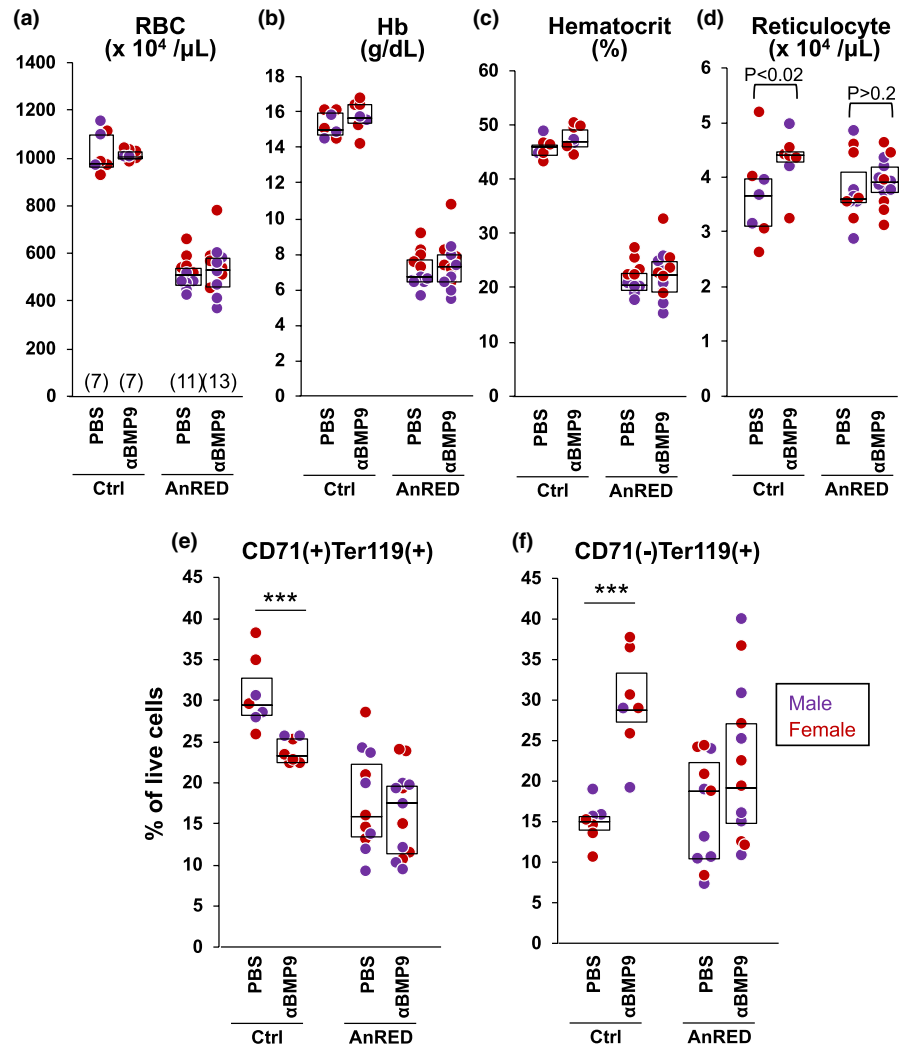 (a) RBC
(x 10⁴ /µL)
1400
1200
1000
800
600
400
200
0
(7) (7) (11) (13)
PBS αBMP9 PBS αBMP9
Ctrl AnRED
(b) Hb
(g/dL)
18
16
14
12
10
8
6
4
2
0
PBS αBMP9 PBS αBMP9
Ctrl AnRED
(c) Hematocrit
(%)
60
50
40
30
20
10
0
PBS αBMP9 PBS αBMP9
Ctrl AnRED
(d) Reticulocyte
(x 10⁴ /µL)
6
5
4
3
2
1
0
P<0.02
P>0.2
PBS αBMP9 PBS αBMP9
Ctrl AnRED
(e) CD71(+)Ter119(+)
% of live cells
45
40
35
30
25
20
15
10
5
0
***
PBS αBMP9 PBS αBMP9
Ctrl AnRED
(f) CD71(-)Ter119(+)
45
40
35
30
25
20
15
10
5
0
***
PBS αBMP9 PBS αBMP9
Ctrl AnRED
Male
Female